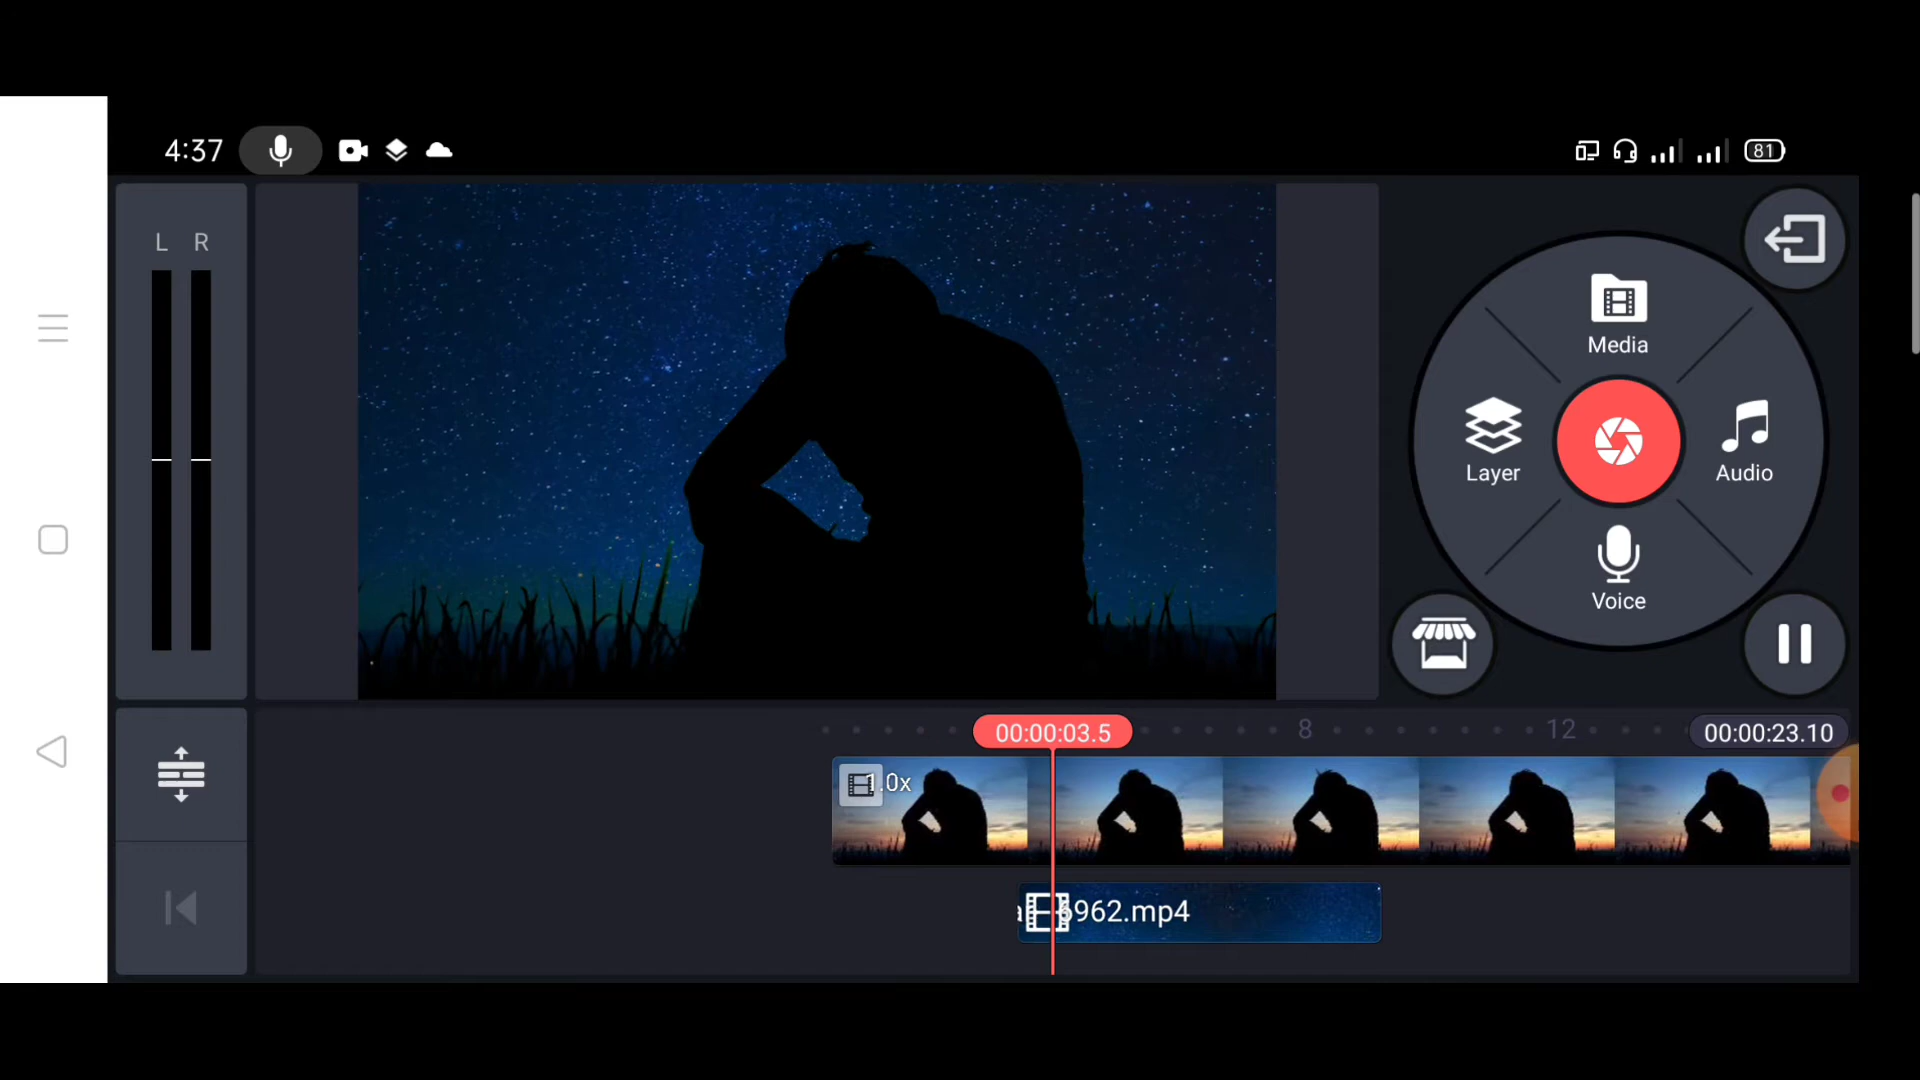 4:37
81
L R
Media
Layer
Audio
Voice
00:00:03.5
8
12
00:00:23.10
1.0x
6962.mp4